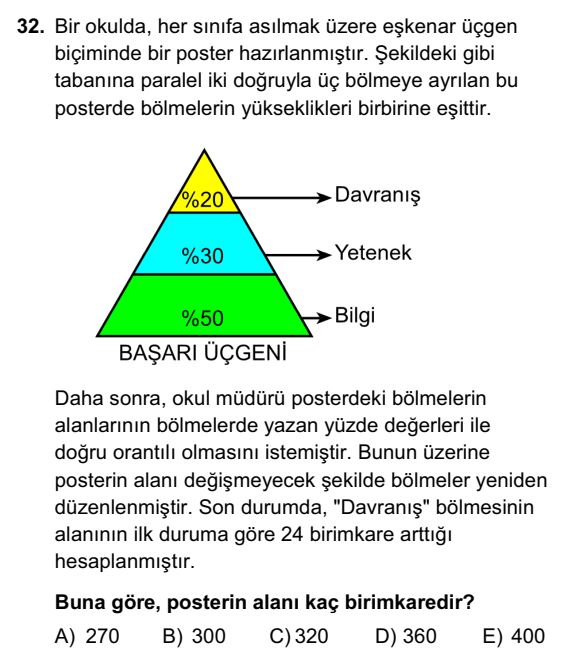 32. Bir okulda, her sınıfa asılmak üzere eşkenar üçgen
biçiminde bir poster hazırlanmıştır. Şekildeki gibi
tabanına paralel iki doğruyla üç bölmeye ayrılan bu
posterde bölmelerin yükseklikleri birbirine eşittir.
%20 Davranış
%30 Yetenek
%50 Bilgi
BAŞARI ÜÇGENİ
Daha sonra, okul müdürü posterdeki bölmelerin
alanlarının bölmelerde yazan yüzde değerleri ile
doğru orantılı olmasını istemiştir. Bunun üzerine
posterin alanı değişmeyecek şekilde bölmeler yeniden
düzenlenmiştir. Son durumda, "Davranış" bölmesinin
alanının ilk duruma göre 24 birimkare arttığı
hesaplanmıştır.
Buna göre, posterin alanı kaç birimkaredir?
A) 270 B) 300 C) 320 D) 360 E) 400